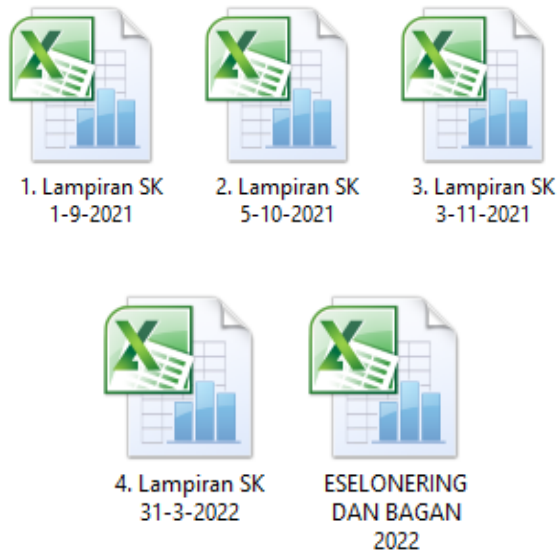 1. Lampiran SK
1-9-2021
2. Lampiran SK
5-10-2021
3. Lampiran SK
3-11-2021
4. Lampiran SK
31-3-2022
ESELONERING
DAN BAGAN
2022